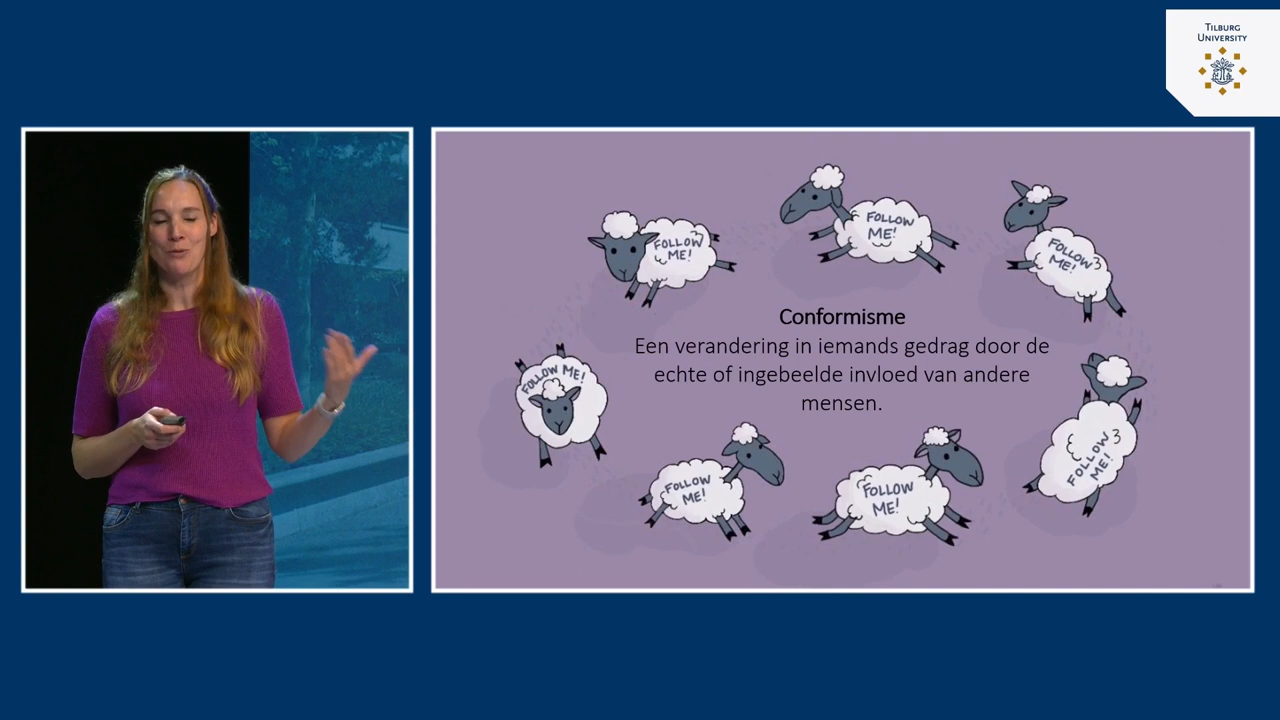 TILBURG
UNIVERSITY
FOLLOW
ME!
FOLLOW
ME!
FOLLOW
ME!
Conformisme
Een verandering in iemands gedrag door de
echte of ingebeelde invloed van andere
mensen.
FOLLOW ME!
FOLLOW
ME!
FOLLOW
ME!
FOLLOW
ME!